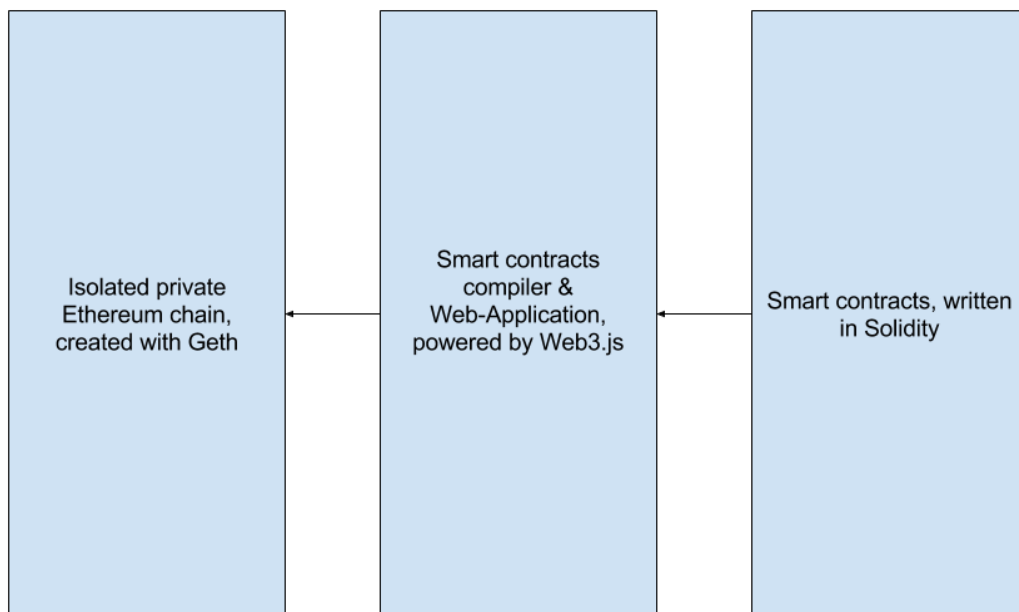 Isolated private
Ethereum chain,
created with Geth
Smart contracts
compiler &
Web-Application,
powered by Web3.js
Smart contracts, written
in Solidity